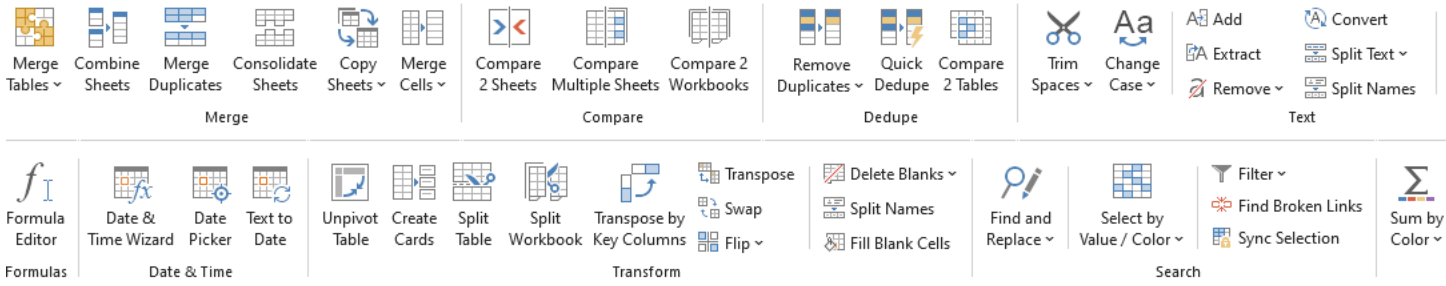 Merge Tables
Combine Sheets
Merge Duplicates
Consolidate Sheets
Copy Sheets
Merge Cells
Merge
Compare 2 Sheets
Compare Multiple Sheets
Compare 2 Workbooks
Compare
Remove Duplicates
Quick Dedupe
Compare 2 Tables
Dedupe
Trim Spaces
Aa
Change Case
Add
Extract
Remove
Convert
Split Text
Split Names
Text
Formula Editor
Formulas
Date & Time Wizard
Date Picker
Text to Date
Date & Time
Unpivot Table
Create Cards
Split Table
Split Workbook
Transpose by Key Columns
Transpose
Swap
Flip
Delete Blanks
Split Names
Fill Blank Cells
Transform
Find and Replace
Select by Value / Color
Filter
Find Broken Links
Sync Selection
Search
Sum by Color